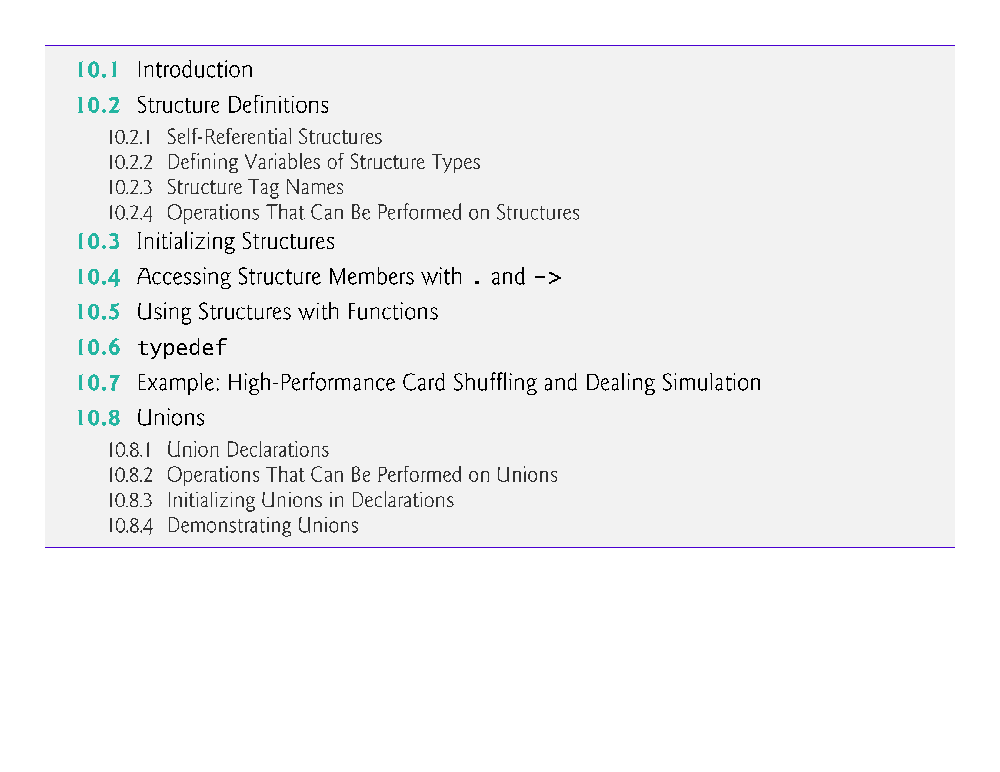 10.1 Introduction
10.2 Structure Definitions
10.2.1 Self-Referential Structures
10.2.2 Defining Variables of Structure Types
10.2.3 Structure Tag Names
10.2.4 Operations That Can Be Performed on Structures
10.3 Initializing Structures
10.4 Accessing Structure Members with . and ->
10.5 Using Structures with Functions
10.6 typedef
10.7 Example: High-Performance Card Shuffling and Dealing Simulation
10.8 Unions
10.8.1 Union Declarations
10.8.2 Operations That Can Be Performed on Unions
10.8.3 Initializing Unions in Declarations
10.8.4 Demonstrating Unions